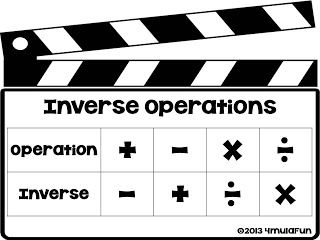 Inverse Operations
Operation + - × ÷
Inverse - + ÷ ×
©2013 4mulaFun